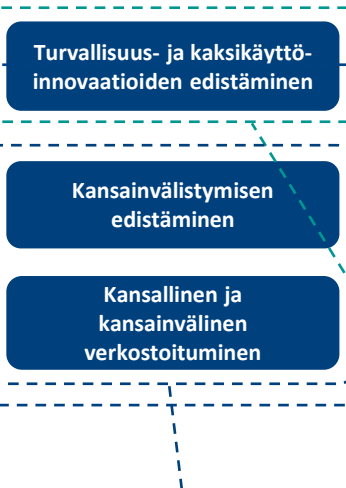 Turvallisuus- ja kaksikäyttö-
innovaatioiden edistäminen
Kansainvälistymisen
edistäminen
Kansallinen ja
kansainvälinen
verkostoituminen